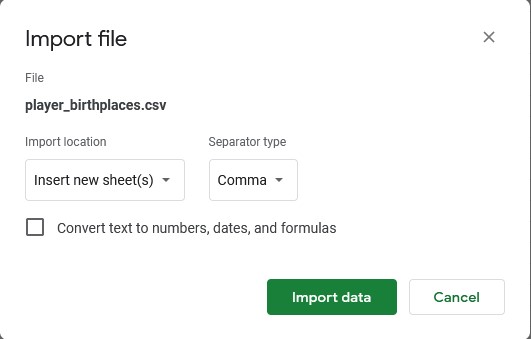 Import file
File
player_birthplaces.csv
Import location
Separator type
Insert new sheet(s)
Comma
Convert text to numbers, dates, and formulas
Import data
Cancel